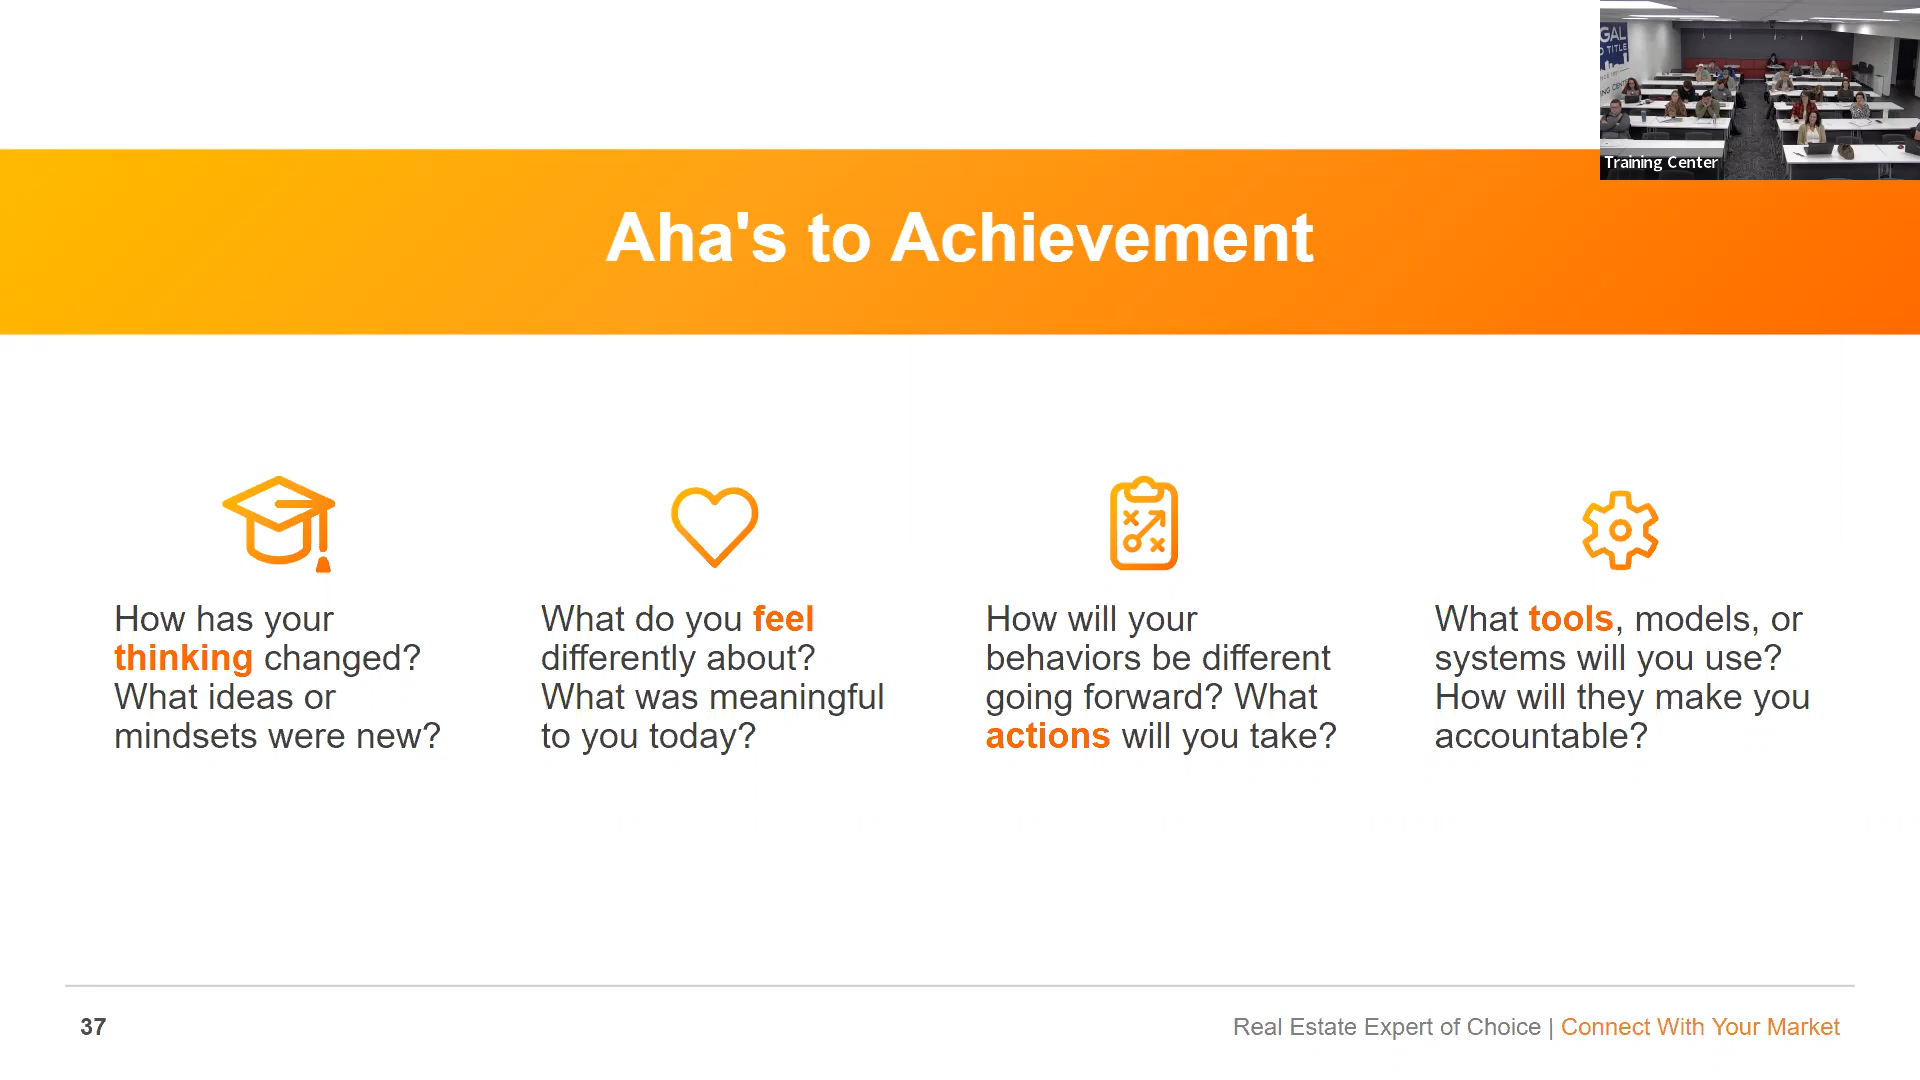 GAL
D TITLE
Training Center
Aha's to Achievement
How has your
thinking changed?
What ideas or
mindsets were new?
What do you feel
differently about?
What was meaningful
to you today?
How will your
behaviors be different
going forward? What
actions will you take?
What tools, models, or
systems will you use?
How will they make you
accountable?
37
Real Estate Expert of Choice | Connect With Your Market